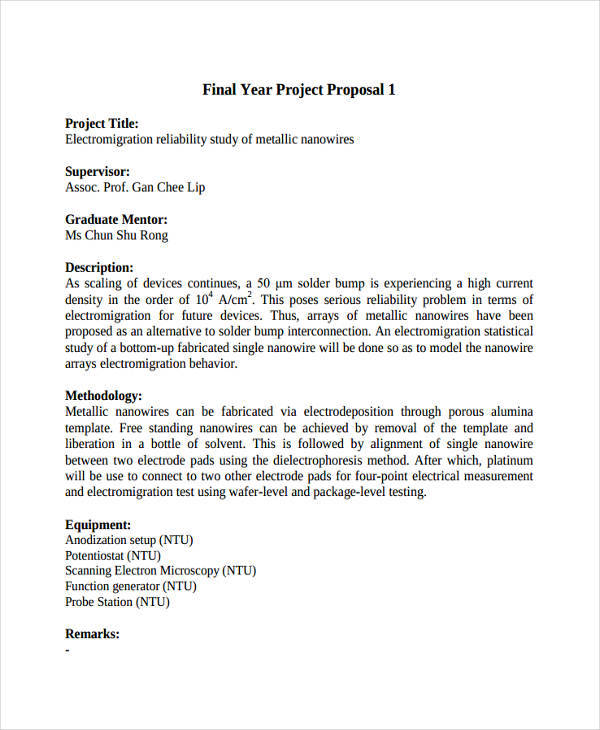 Final Year Project Proposal 1
Project Title:
Electromigration reliability study of metallic nanowires
Supervisor:
Assoc. Prof. Gan Chee Lip
Graduate Mentor:
Ms Chun Shu Rong
Description:
As scaling of devices continues, a 50 μm solder bump is experiencing a high current
density in the order of 10⁴ A/cm². This poses serious reliability problem in terms of
electromigration for future devices. Thus, arrays of metallic nanowires have been
proposed as an alternative to solder bump interconnection. An electromigration statistical
study of a bottom-up fabricated single nanowire will be done so as to model the nanowire
arrays electromigration behavior.
Methodology:
Metallic nanowires can be fabricated via electrodeposition through porous alumina
template. Free standing nanowires can be achieved by removal of the template and
liberation in a bottle of solvent. This is followed by alignment of single nanowire
between two electrode pads using the dielectrophoresis method. After which, platinum
will be use to connect to two other electrode pads for four-point electrical measurement
and electromigration test using wafer-level and package-level testing.
Equipment:
Anodization setup (NTU)
Potentiostat (NTU)
Scanning Electron Microscopy (NTU)
Function generator (NTU)
Probe Station (NTU)
Remarks:
-